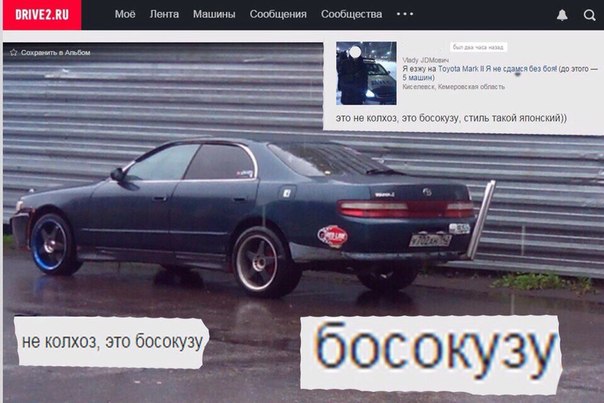 DRIVE2.RU
Моё Лента Машины Сообщения Сообщества •••
☆ Сохранить в Альбом
был два часа назад
Vlady JDMович
Я езжу на Toyota Mark II Я не сдамся без боя! (до этого —
5 машин)
Киселевск, Кемеровская область
это не колхоз, это босокузу, стиль такой японский))
не колхоз, это босокузу
босокузу